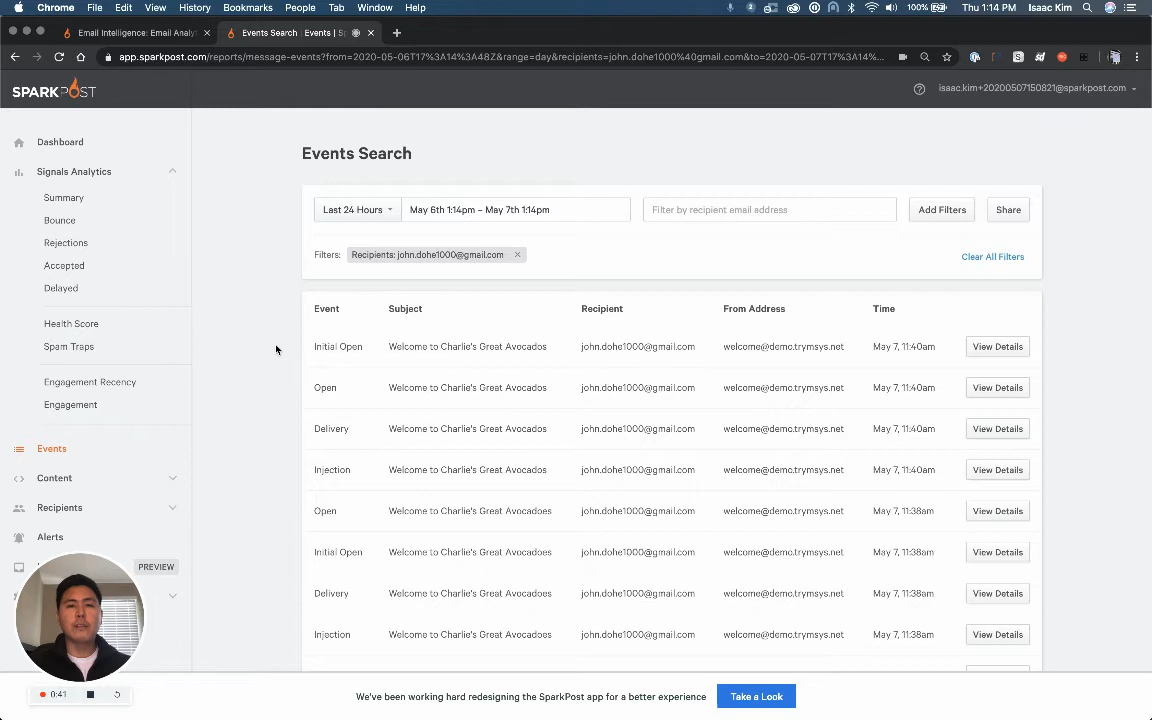 Chrome File Edit View History Bookmarks People Tab Window Help 2 100% Thu 1:14 PM Isaac Kim
Email Intelligence: Email Analyt × Events Search | Events | Sp × +
app.sparkpost.com/reports/message-events?from=2020-05-06T17%3A14%3A48Z&range=day&recipients=john.dohe1000%40gmail.com&to=2020-05-07T17%3A14%3...
SPARKPOST
isaac.kim+20200507150821@sparkpost.com
Dashboard
Signals Analytics
Summary
Bounce
Rejections
Accepted
Delayed
Health Score
Spam Traps
Engagement Recency
Engagement
Events
Content
Recipients
Alerts
PREVIEW
0:41
Events Search
Last 24 Hours May 6th 1:14pm – May 7th 1:14pm Filter by recipient email address Add Filters Share
Filters: Recipients: john.dohe1000@gmail.com × Clear All Filters
Event Subject Recipient From Address Time
Initial Open Welcome to Charlie's Great Avocados john.dohe1000@gmail.com welcome@demo.trymsys.net May 7, 11:40am View Details
Open Welcome to Charlie's Great Avocados john.dohe1000@gmail.com welcome@demo.trymsys.net May 7, 11:40am View Details
Delivery Welcome to Charlie's Great Avocados john.dohe1000@gmail.com welcome@demo.trymsys.net May 7, 11:40am View Details
Injection Welcome to Charlie's Great Avocados john.dohe1000@gmail.com welcome@demo.trymsys.net May 7, 11:40am View Details
Open Welcome to Charlie's Great Avocadoes john.dohe1000@gmail.com welcome@demo.trymsys.net May 7, 11:38am View Details
Initial Open Welcome to Charlie's Great Avocadoes john.dohe1000@gmail.com welcome@demo.trymsys.net May 7, 11:38am View Details
Delivery Welcome to Charlie's Great Avocadoes john.dohe1000@gmail.com welcome@demo.trymsys.net May 7, 11:38am View Details
Injection Welcome to Charlie's Great Avocadoes john.dohe1000@gmail.com welcome@demo.trymsys.net May 7, 11:38am View Details
We've been working hard redesigning the SparkPost app for a better experience Take a Look